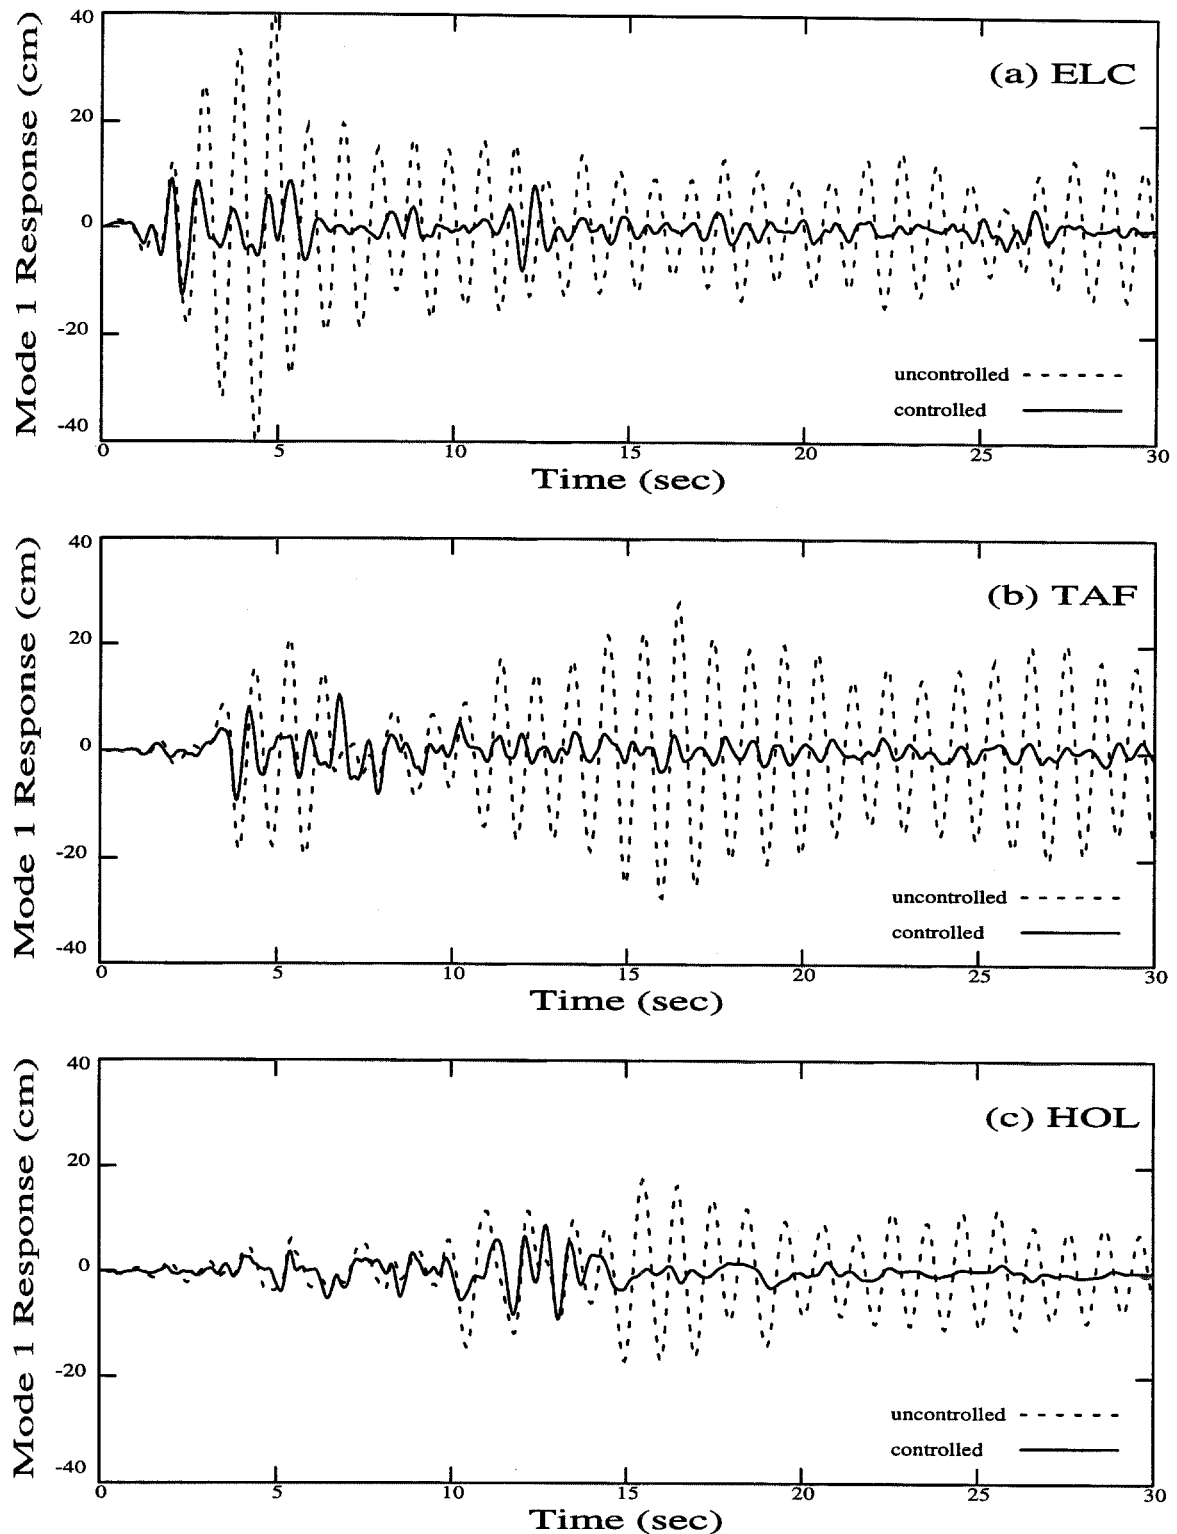 40
20
0
-20
-40
Mode 1 Response (cm)
(a) ELC
uncontrolled
controlled
0 5 10 15 20 25 30
Time (sec)
40
20
0
-20
-40
Mode 1 Response (cm)
(b) TAF
uncontrolled
controlled
0 5 10 15 20 25 30
Time (sec)
40
20
0
-20
-40
Mode 1 Response (cm)
(c) HOL
uncontrolled
controlled
0 5 10 15 20 25 30
Time (sec)